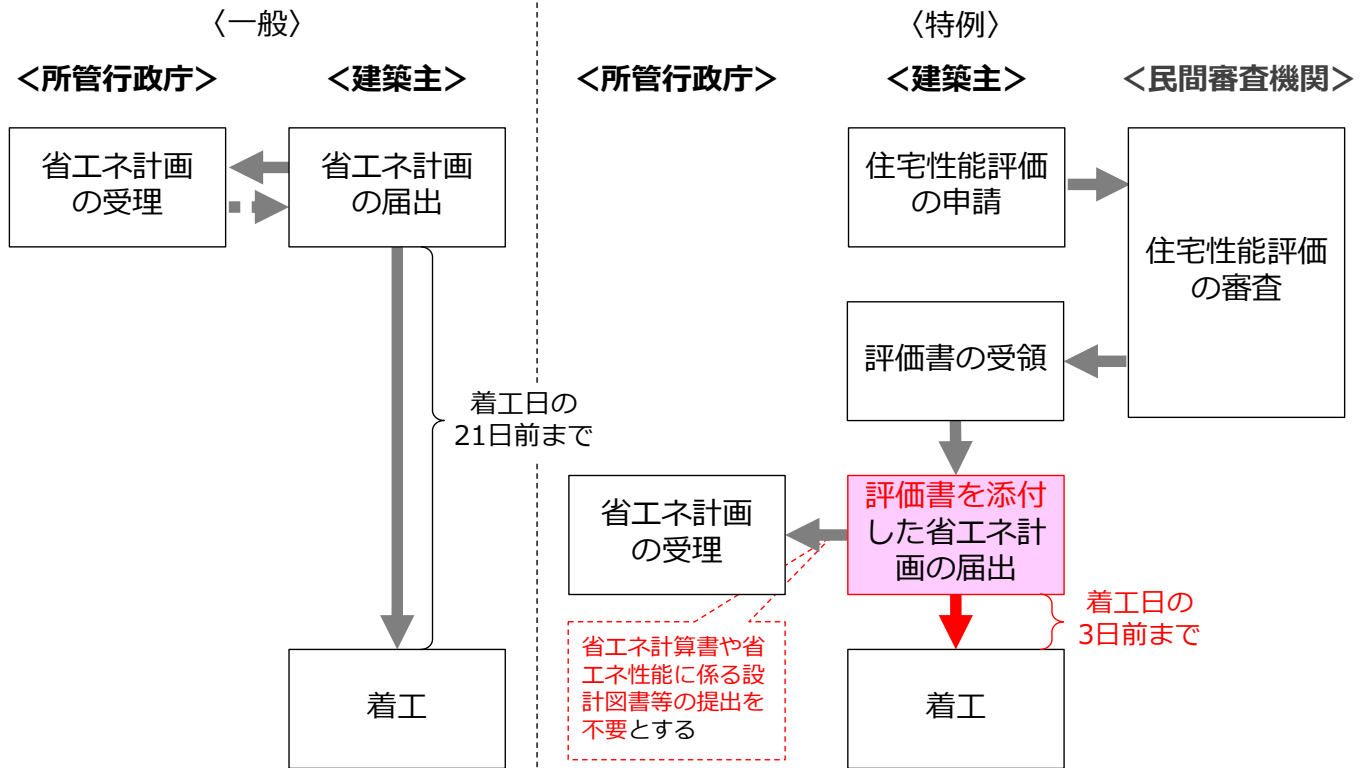 〈一般〉
＜所管行政庁＞
＜建築主＞
省エネ計画
の受理
省エネ計画
の届出
着工日の
21日前まで
着工
〈特例〉
＜所管行政庁＞
＜建築主＞
＜民間審査機関＞
住宅性能評価
の申請
住宅性能評価
の審査
評価書の受領
評価書を添付
した省エネ計
画の届出
省エネ計画
の受理
省エネ計算書や省
エネ性能に係る設
計図書等の提出を
不要とする
着工日の
3日前まで
着工